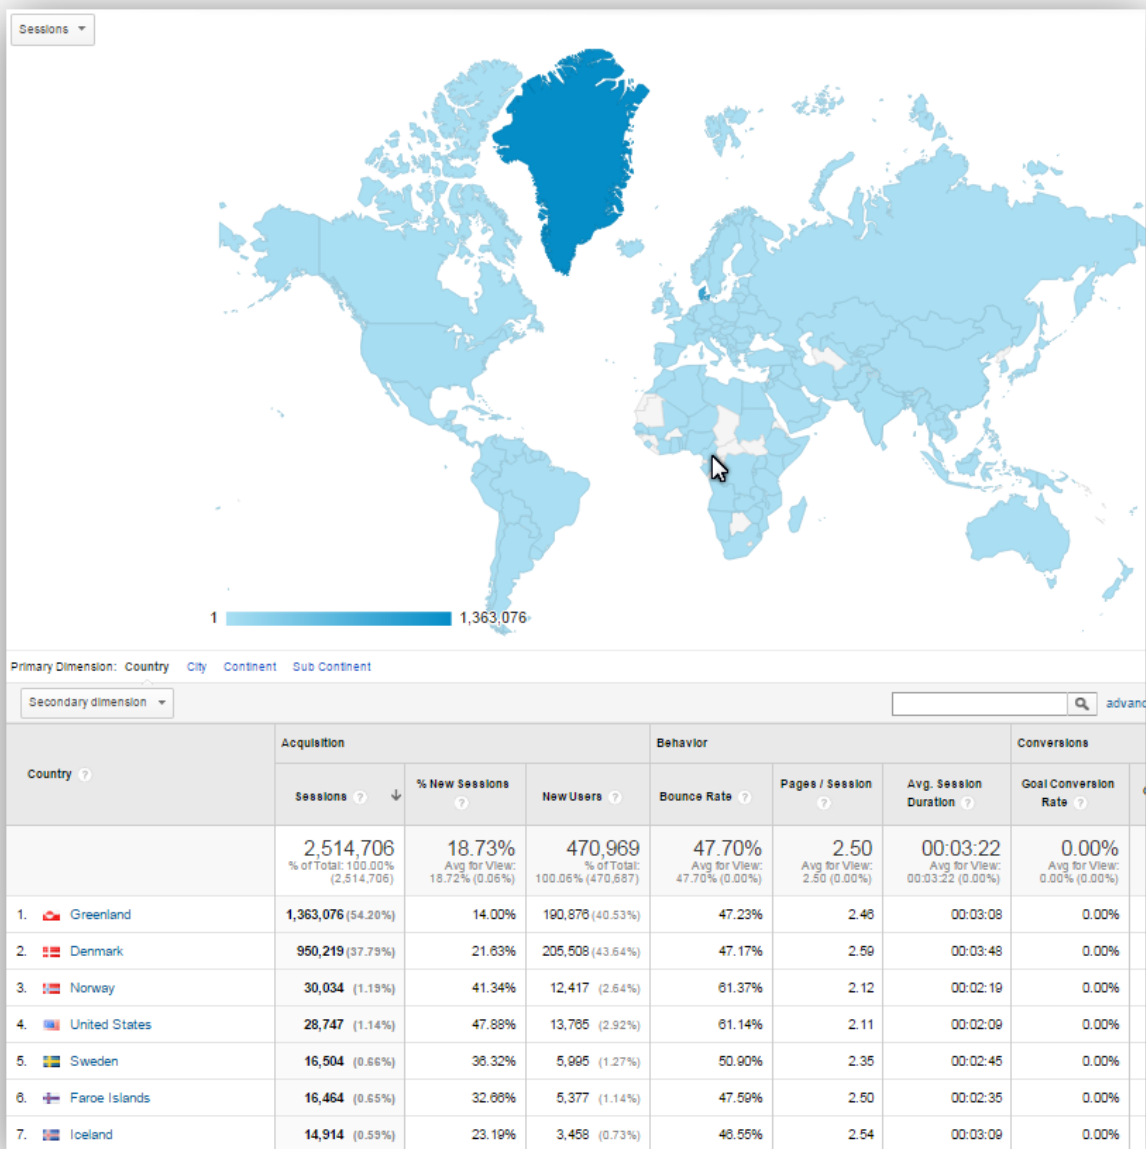 Sessions
1 1,363,076
Primary Dimension: Country City Continent Sub Continent
Secondary dimension
advanc
Country ?
Acquisition
Behavior
Conversions
Sessions ?
% New Sessions ?
New Users ?
Bounce Rate ?
Pages / Session ?
Avg. Session Duration ?
Goal Conversion Rate ?
2,514,706
% of Total: 100.00%
(2,514,706)
18.73%
Avg for View:
18.72% (0.06%)
470,969
% of Total:
100.06% (470,687)
47.70%
Avg for View:
47.70% (0.00%)
2.50
Avg for View:
2.50 (0.00%)
00:03:22
Avg for View:
00:03:22 (0.00%)
0.00%
Avg for View:
0.00% (0.00%)
1. Greenland 1,363,076 (54.20%) 14.00% 190,876 (40.53%) 47.23% 2.46 00:03:08 0.00%
2. Denmark 950,219 (37.79%) 21.63% 205,508 (43.64%) 47.17% 2.59 00:03:48 0.00%
3. Norway 30,034 (1.19%) 41.34% 12,417 (2.64%) 61.37% 2.12 00:02:19 0.00%
4. United States 28,747 (1.14%) 47.88% 13,765 (2.92%) 61.14% 2.11 00:02:09 0.00%
5. Sweden 16,504 (0.66%) 36.32% 5,995 (1.27%) 50.90% 2.35 00:02:45 0.00%
6. Faroe Islands 16,464 (0.65%) 32.66% 5,377 (1.14%) 47.59% 2.50 00:02:35 0.00%
7. Iceland 14,914 (0.59%) 23.19% 3,458 (0.73%) 46.55% 2.54 00:03:09 0.00%